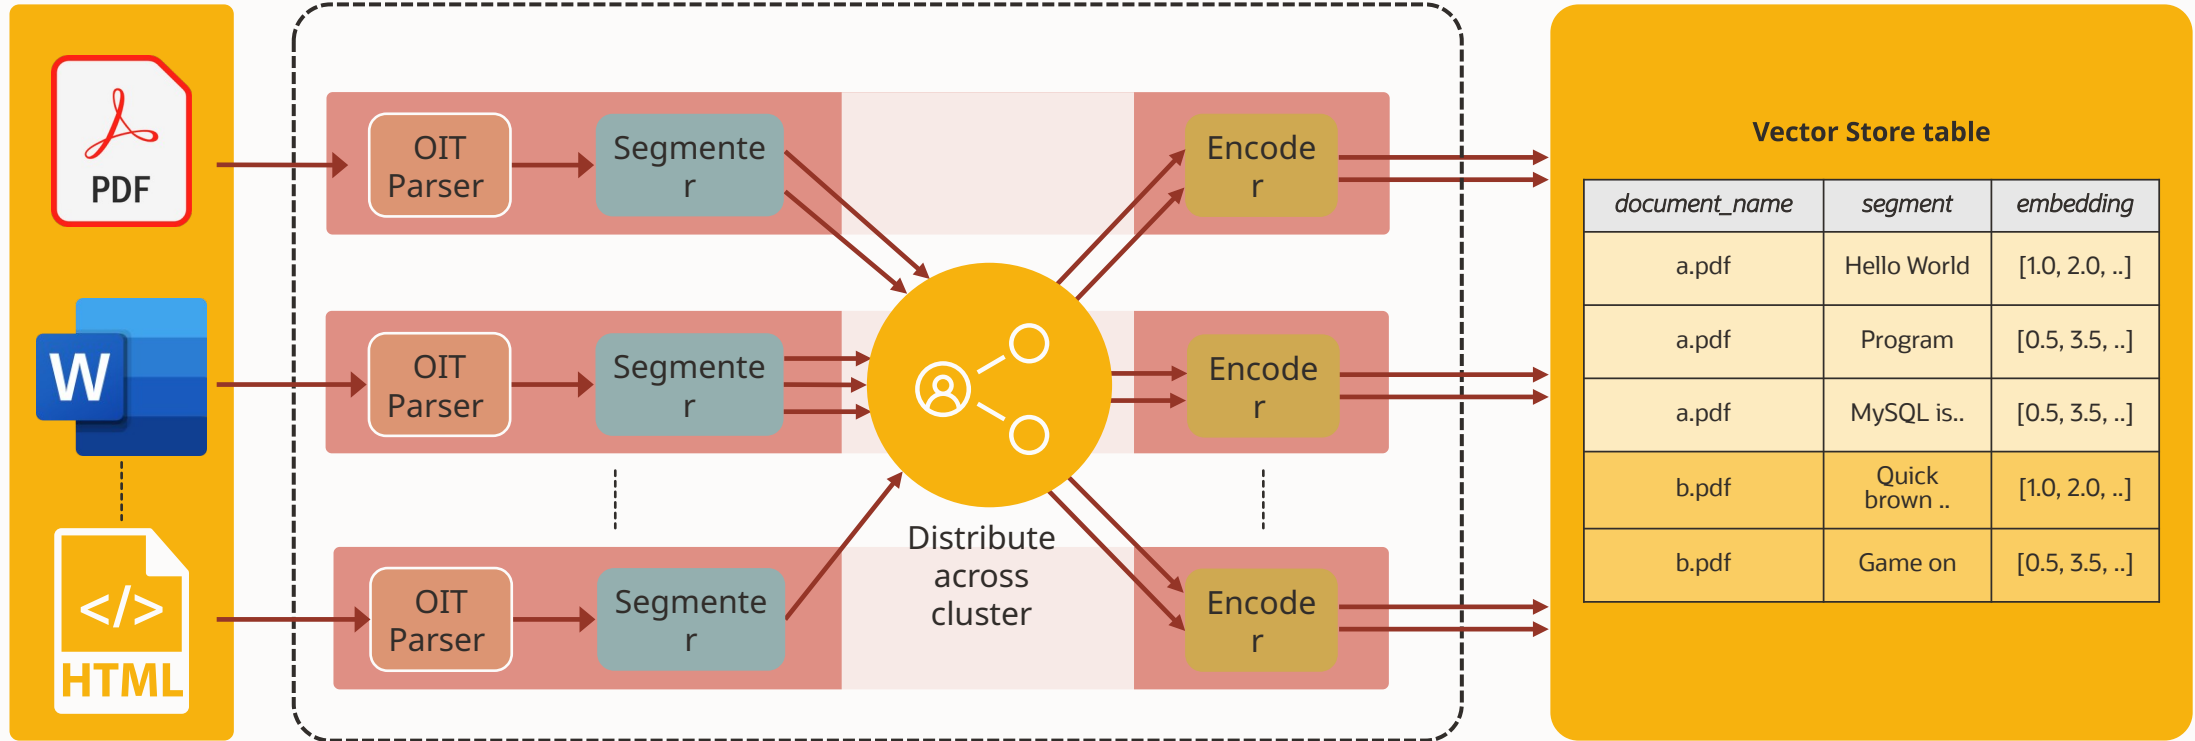 PDF
OIT
Parser
Segmente
r
Encode
r
W
OIT
Parser
Segmente
r
Encode
r
</>
HTML
OIT
Parser
Segmente
r
Distribute
across
cluster
Encode
r
Vector Store table
document_name segment embedding
a.pdf Hello World [1.0, 2.0, ..]
a.pdf Program [0.5, 3.5, ..]
a.pdf MySQL is.. [0.5, 3.5, ..]
b.pdf Quick
brown .. [1.0, 2.0, ..]
b.pdf Game on [0.5, 3.5, ..]